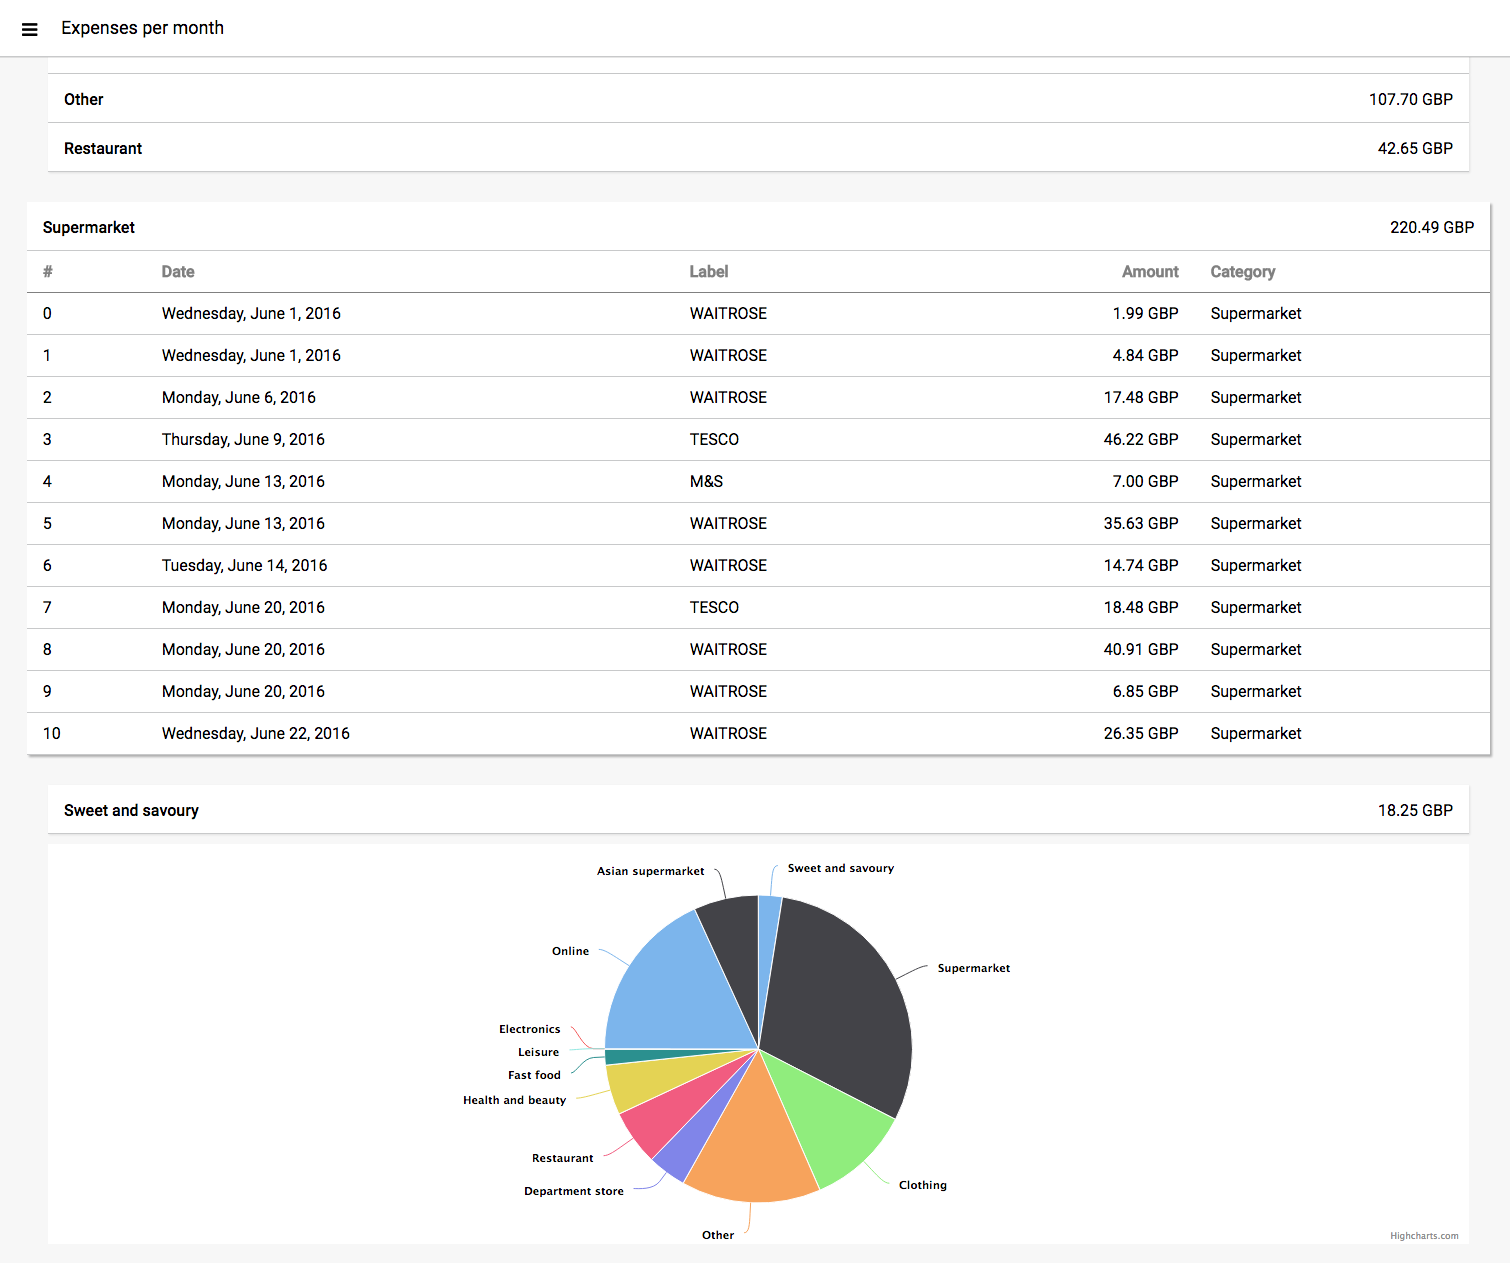 Expenses per month
Other 107.70 GBP
Restaurant 42.65 GBP
Supermarket 220.49 GBP
# Date Label Amount Category
0 Wednesday, June 1, 2016 WAITROSE 1.99 GBP Supermarket
1 Wednesday, June 1, 2016 WAITROSE 4.84 GBP Supermarket
2 Monday, June 6, 2016 WAITROSE 17.48 GBP Supermarket
3 Thursday, June 9, 2016 TESCO 46.22 GBP Supermarket
4 Monday, June 13, 2016 M&S 7.00 GBP Supermarket
5 Monday, June 13, 2016 WAITROSE 35.63 GBP Supermarket
6 Tuesday, June 14, 2016 WAITROSE 14.74 GBP Supermarket
7 Monday, June 20, 2016 TESCO 18.48 GBP Supermarket
8 Monday, June 20, 2016 WAITROSE 40.91 GBP Supermarket
9 Monday, June 20, 2016 WAITROSE 6.85 GBP Supermarket
10 Wednesday, June 22, 2016 WAITROSE 26.35 GBP Supermarket
Sweet and savoury 18.25 GBP
Asian supermarket
Sweet and savoury
Online
Supermarket
Electronics
Leisure
Fast food
Health and beauty
Restaurant
Department store
Clothing
Other
Highcharts.com